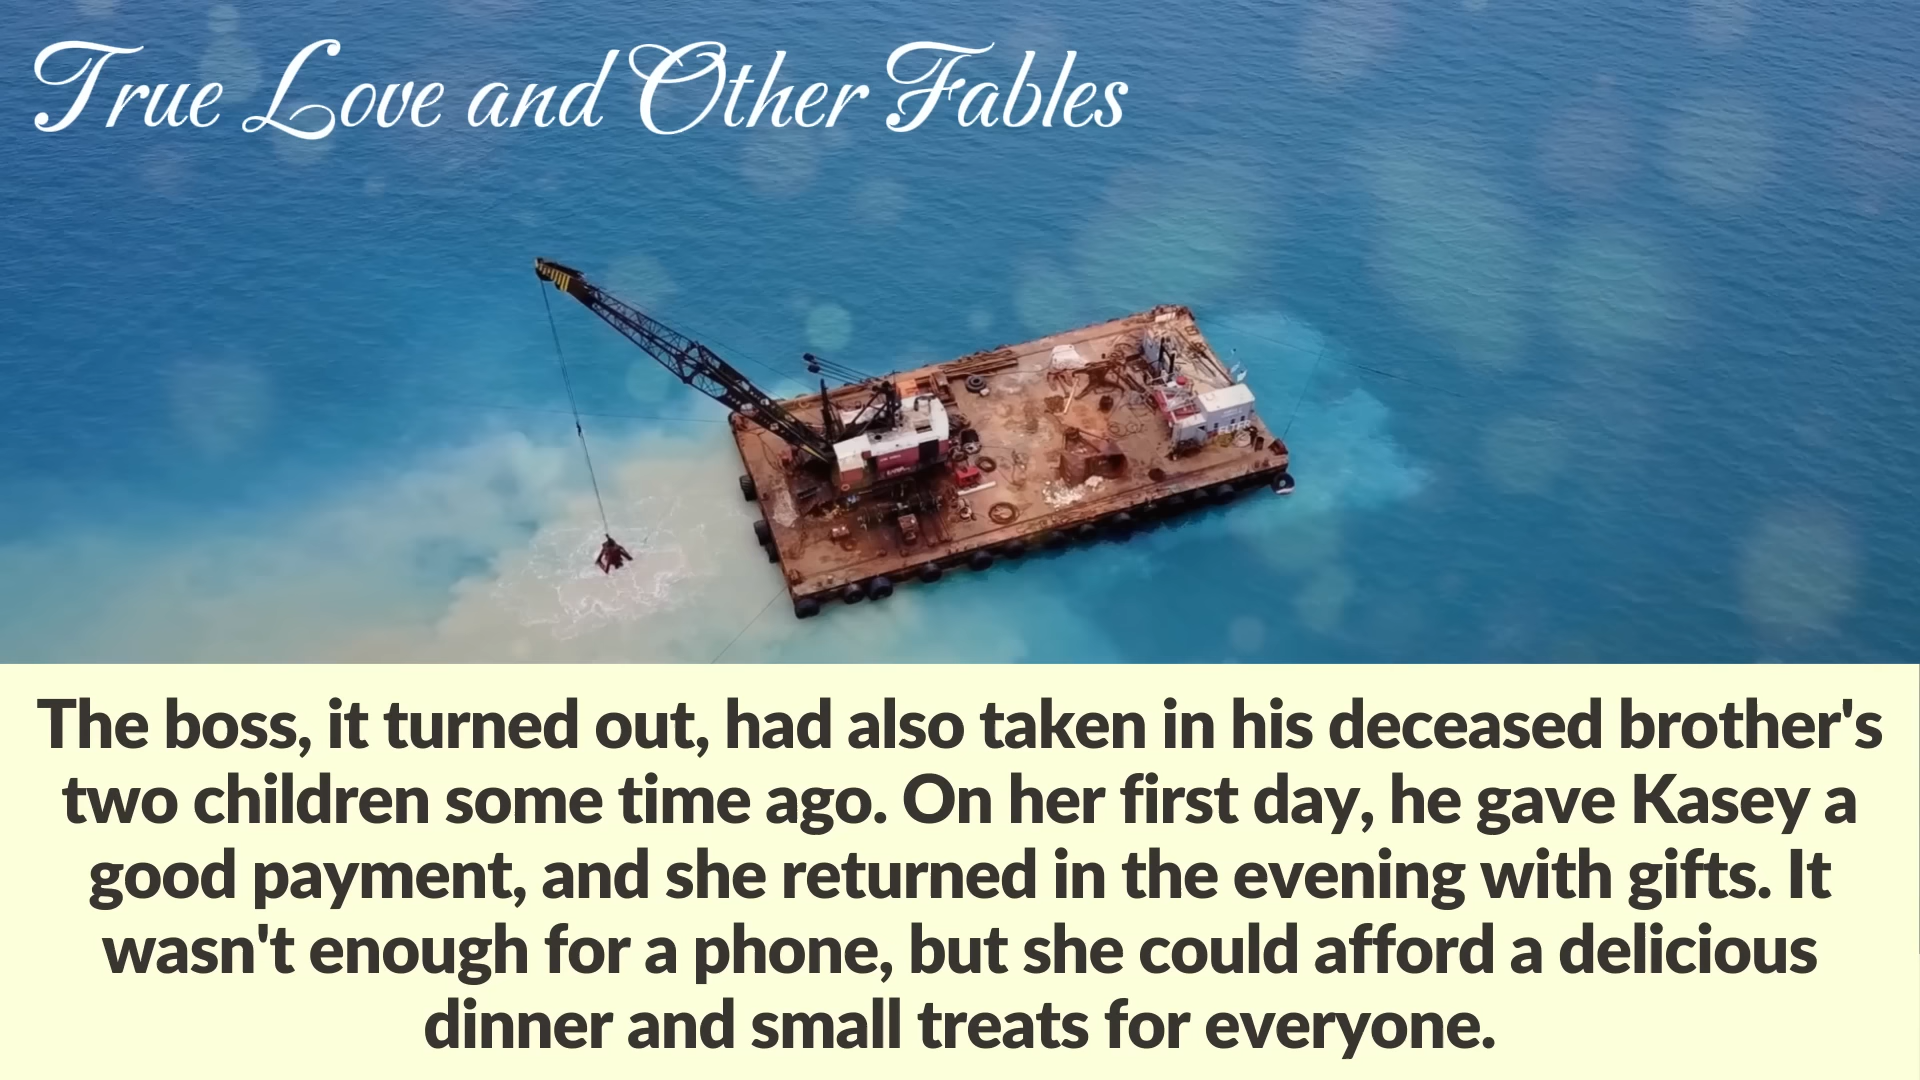 True Love and Other Fables
The boss, it turned out, had also taken in his deceased brother's
two children some time ago. On her first day, he gave Kasey a
good payment, and she returned in the evening with gifts. It
wasn't enough for a phone, but she could afford a delicious
dinner and small treats for everyone.